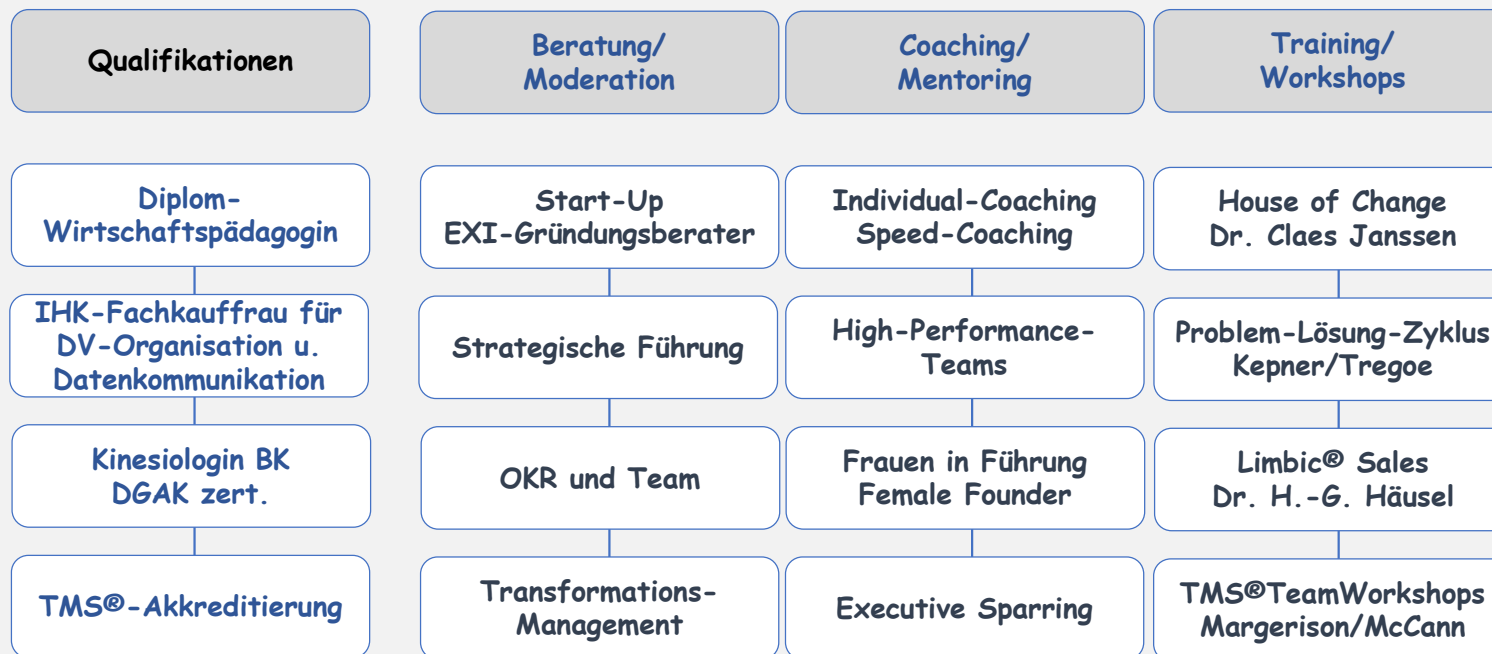 Qualifikationen
Beratung/
Moderation
Coaching/
Mentoring
Training/
Workshops
Diplom-
Wirtschaftspädagogin
Start-Up
EXI-Gründungsberater
Individual-Coaching
Speed-Coaching
House of Change
Dr. Claes Janssen
IHK-Fachkauffrau für
DV-Organisation u.
Datenkommunikation
Strategische Führung
High-Performance-
Teams
Problem-Lösung-Zyklus
Kepner/Tregoe
Kinesiologin BK
DGAK zert.
OKR und Team
Frauen in Führung
Female Founder
Limbic® Sales
Dr. H.-G. Häusel
TMS®-Akkreditierung
Transformations-
Management
Executive Sparring
TMS®TeamWorkshops
Margerison/McCann